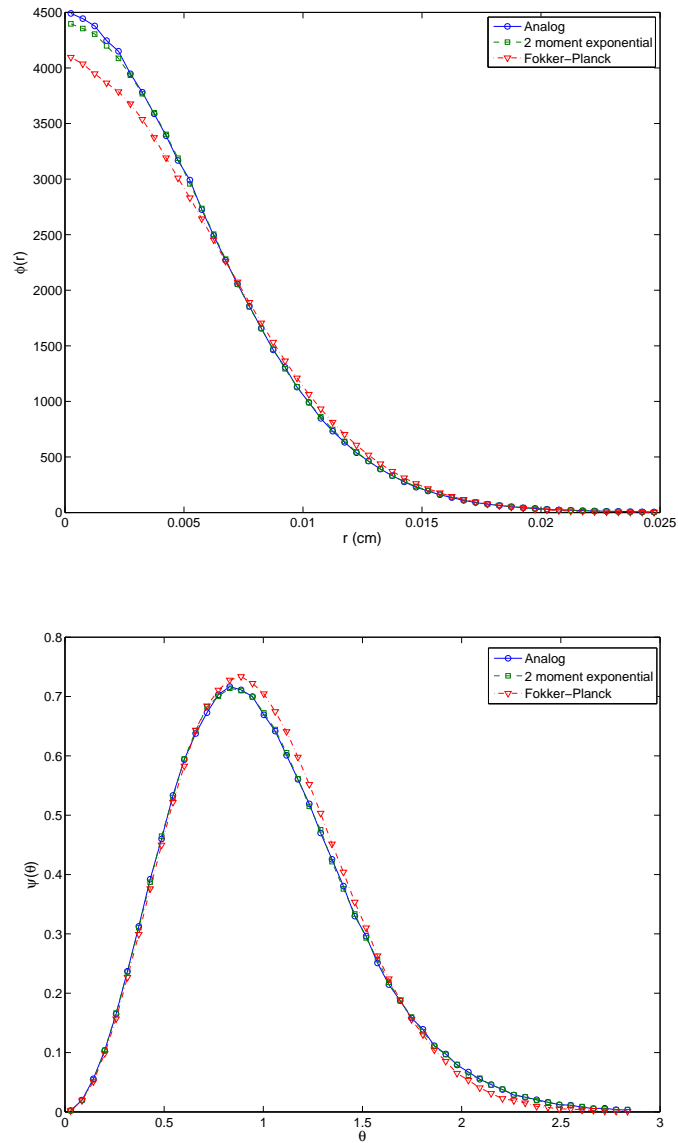 4500
4000
3500
3000
2500
2000
1500
1000
500
0
ϕ(r)
0 0.005 0.01 0.015 0.02 0.025
r (cm)
Analog
2 moment exponential
Fokker−Planck
0.8
0.7
0.6
0.5
0.4
0.3
0.2
0.1
0
ψ(θ)
0 0.5 1 1.5 2 2.5 3
θ
Analog
2 moment exponential
Fokker−Planck